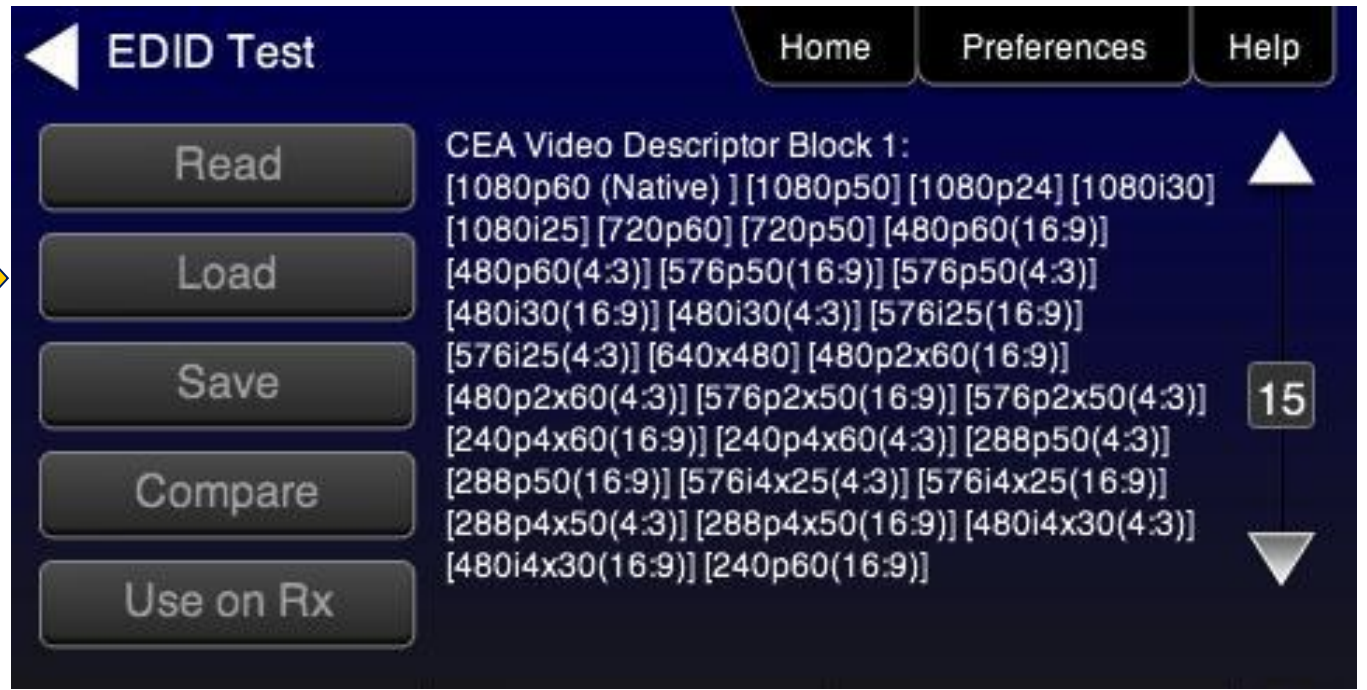 EDID Test
Home
Preferences
Help
Read
Load
Save
Compare
Use on Rx
CEA Video Descriptor Block 1:
[1080p60 (Native) ] [1080p50] [1080p24] [1080i30]
[1080i25] [720p60] [720p50] [480p60(16:9)]
[480p60(4:3)] [576p50(16:9)] [576p50(4:3)]
[480i30(16:9)] [480i30(4:3)] [576i25(16:9)]
[576i25(4:3)] [640x480] [480p2x60(16:9)]
[480p2x60(4:3)] [576p2x50(16:9)] [576p2x50(4:3)]
[240p4x60(16:9)] [240p4x60(4:3)] [288p50(4:3)]
[288p50(16:9)] [576i4x25(4:3)] [576i4x25(16:9)]
[288p4x50(4:3)] [288p4x50(16:9)] [480i4x30(4:3)]
[480i4x30(16:9)] [240p60(16:9)]
15